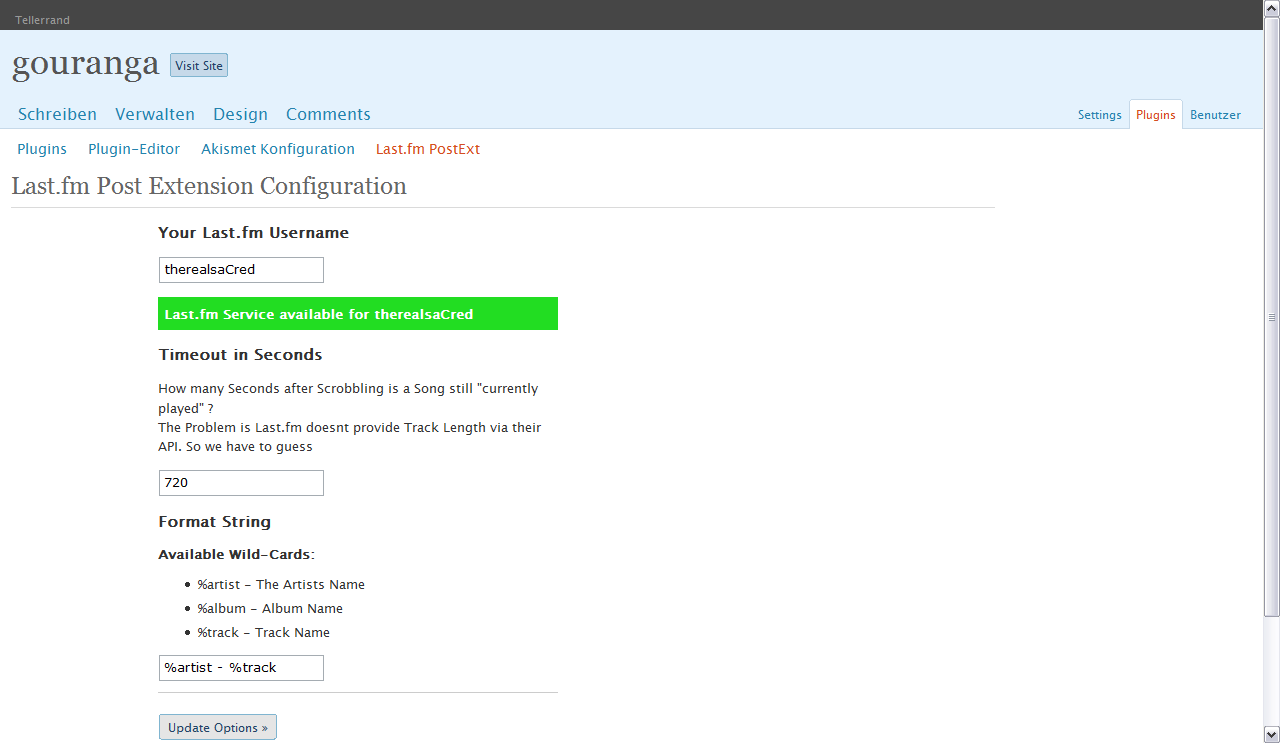 Tellerrand
gouranga Visit Site
Schreiben Verwalten Design Comments Settings Plugins Benutzer
Plugins Plugin-Editor Akismet Konfiguration Last.fm PostExt
Last.fm Post Extension Configuration
Your Last.fm Username
therealsaCred
Last.fm Service available for therealsaCred
Timeout in Seconds
How many Seconds after Scrobbling is a Song still "currently
played" ?
The Problem is Last.fm doesnt provide Track Length via their
API. So we have to guess
720
Format String
Available Wild-Cards:
• %artist - The Artists Name
• %album - Album Name
• %track - Track Name
%artist - %track
Update Options »